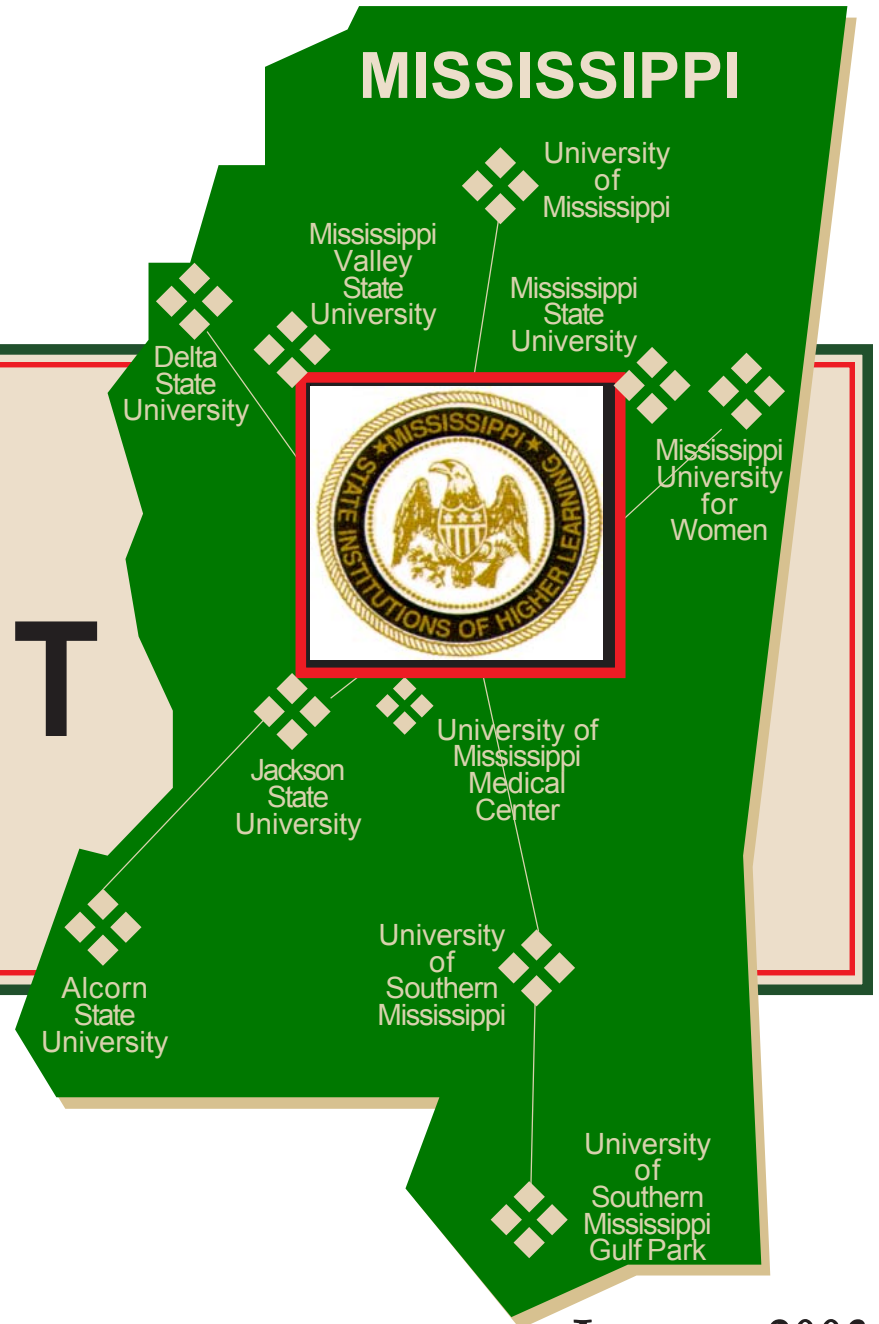 MISSISSIPPI
University
of
Mississippi
Mississippi
Valley
State
University
Mississippi
State
University
Delta
State
University
Mississippi
University
for
Women
★MISSISSIPPI★
STATE INSTITUTIONS OF HIGHER LEARNING
T
University of
Mississippi
Medical
Center
Jackson
State
University
University
of
Southern
Mississippi
Alcorn
State
University
University
of
Southern
Mississippi
Gulf Park